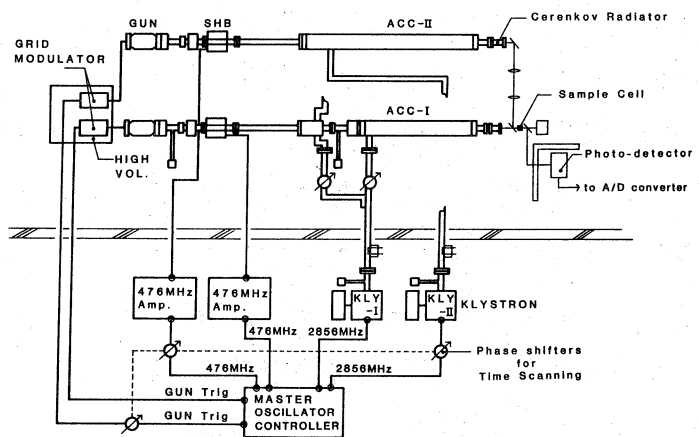 GUN
SHB
ACC-II
Cerenkov Radiator
GRID
MODULATOR
ACC-I
Sample Cell
HIGH
VOL.
Photo-detector
to A/D converter
476MHz
Amp.
476MHz
Amp.
KLY
-I
KLY
-II
KLYSTRON
476MHz
2856MHz
476MHz
2856MHz
Phase shifters
for
Time Scanning
GUN Trig
GUN Trig
MASTER
OSCILLATOR
CONTROLLER